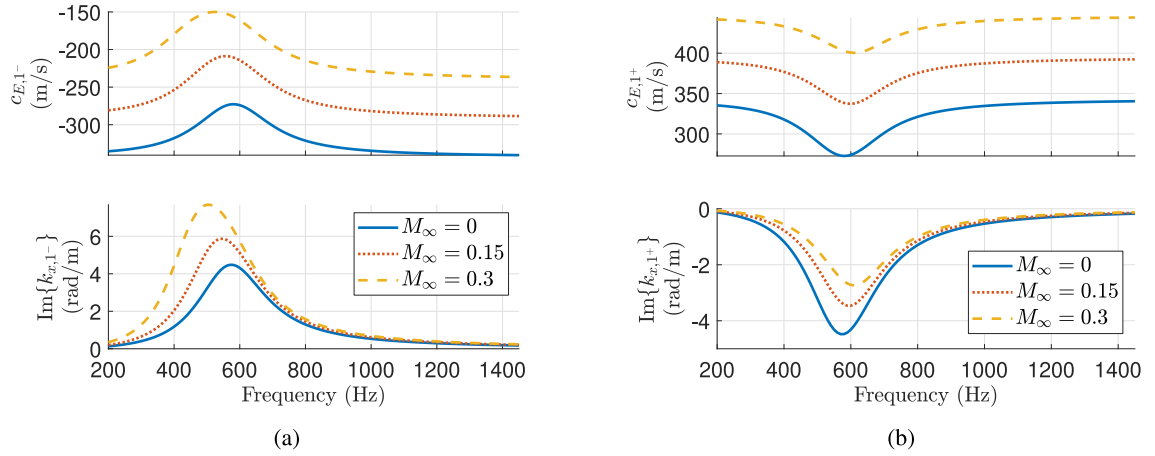 -150
-200
-250
-300
c_{E,1^-}
(m/s)
6
4
2
0
Im{k_{x,1^-}}
(rad/m)
M_∞ = 0
M_∞ = 0.15
M_∞ = 0.3
200 400 600 800 1000 1200 1400
Frequency (Hz)
(a)
400
350
300
c_{E,1^+}
(m/s)
0
-2
-4
Im{k_{x,1^+}}
(rad/m)
M_∞ = 0
M_∞ = 0.15
M_∞ = 0.3
200 400 600 800 1000 1200 1400
Frequency (Hz)
(b)